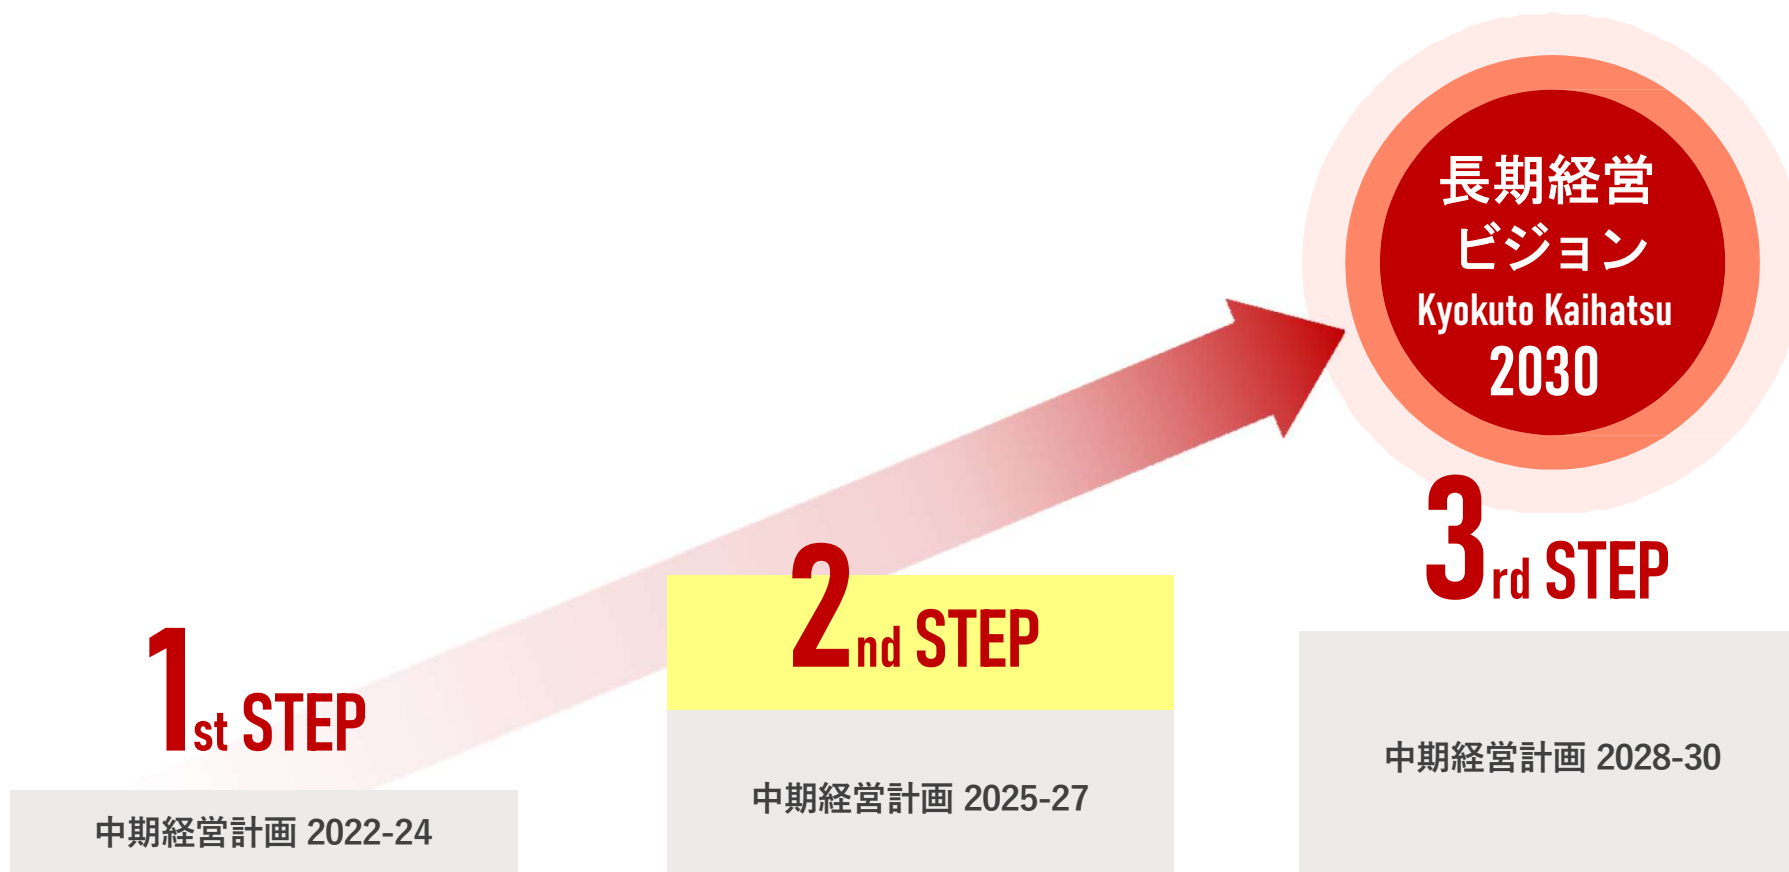 長期経営
ビジョン
Kyokuto Kaihatsu
2030
1st STEP
中期経営計画 2022-24
2nd STEP
中期経営計画 2025-27
3rd STEP
中期経営計画 2028-30